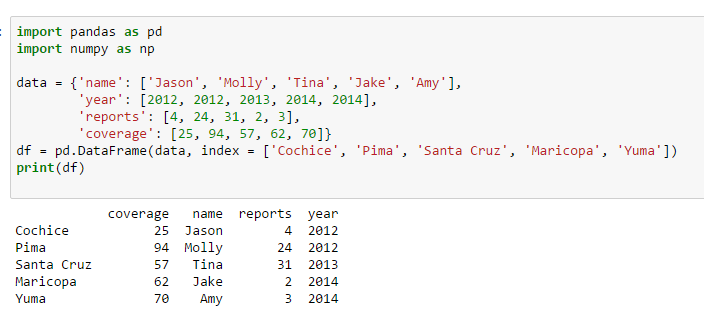 import pandas as pd
import numpy as np
data = {'name': ['Jason', 'Molly', 'Tina', 'Jake', 'Amy'],
        'year': [2012, 2012, 2013, 2014, 2014],
        'reports': [4, 24, 31, 2, 3],
        'coverage': [25, 94, 57, 62, 70]}
df = pd.DataFrame(data, index = ['Cochice', 'Pima', 'Santa Cruz', 'Maricopa', 'Yuma'])
print(df)
            coverage   name  reports  year
Cochice           25  Jason        4  2012
Pima              94  Molly       24  2012
Santa Cruz        57   Tina       31  2013
Maricopa          62   Jake        2  2014
Yuma              70    Amy        3  2014